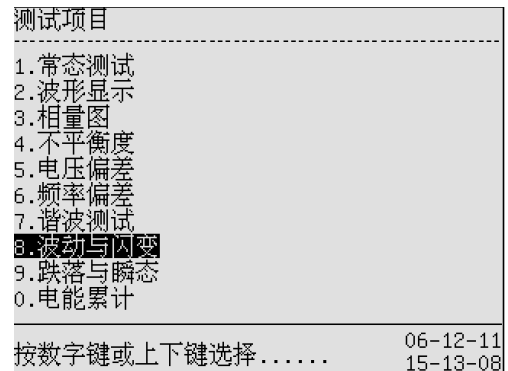 测试项目
1.常态测试
2.波形显示
3.相量图
4.不平衡度
5.电压偏差
6.频率偏差
7.谐波测试
8.波动与闪变
9.跌落与瞬态
0.电能累计
按数字键或上下键选择......
06-12-11
15-13-08